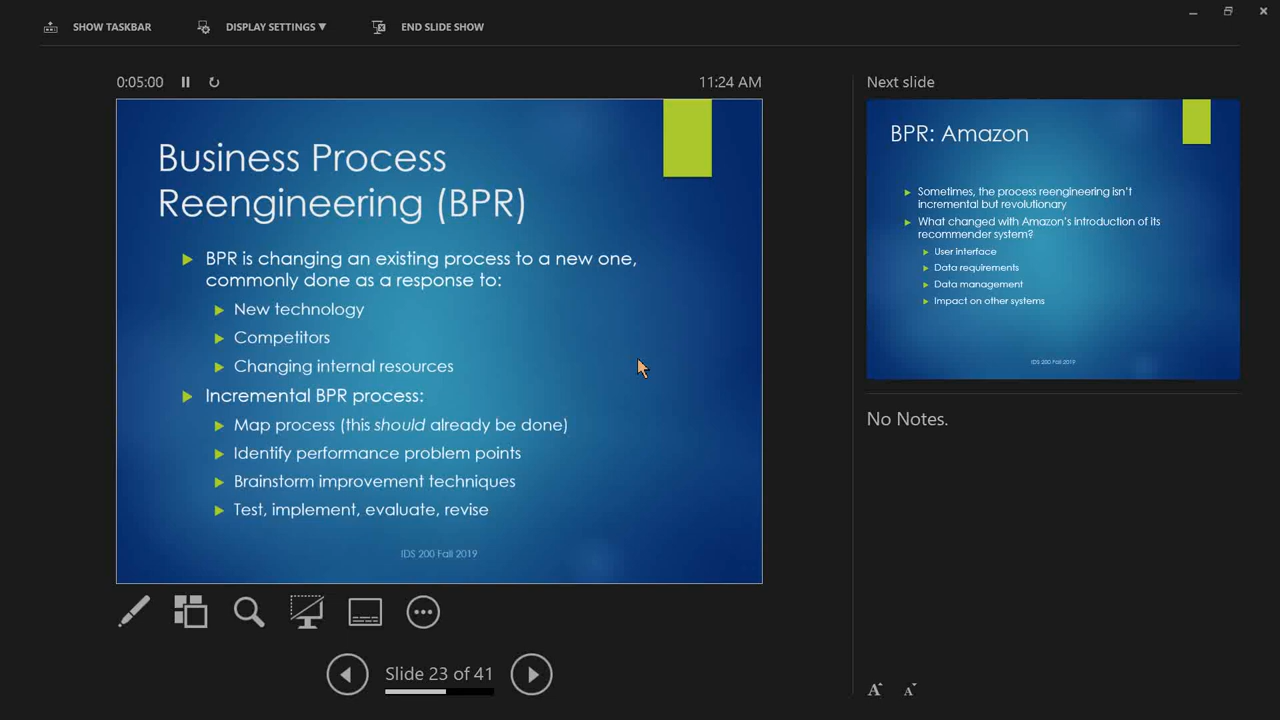 SHOW TASKBAR
DISPLAY SETTINGS ▼
END SLIDE SHOW
0:05:00
11:24 AM
Business Process
Reengineering (BPR)
BPR is changing an existing process to a new one,
commonly done as a response to:
New technology
Competitors
Changing internal resources
Incremental BPR process:
Map process (this should already be done)
Identify performance problem points
Brainstorm improvement techniques
Test, implement, evaluate, revise
IDS 200 Fall 2019
Slide 23 of 41
Next slide
BPR: Amazon
Sometimes, the process reengineering isn't
incremental but revolutionary
What changed with Amazon's introduction of its
recommender system?
User interface
Data requirements
Data management
Impact on other systems
IDS 200 Fall 2019
No Notes.
A A